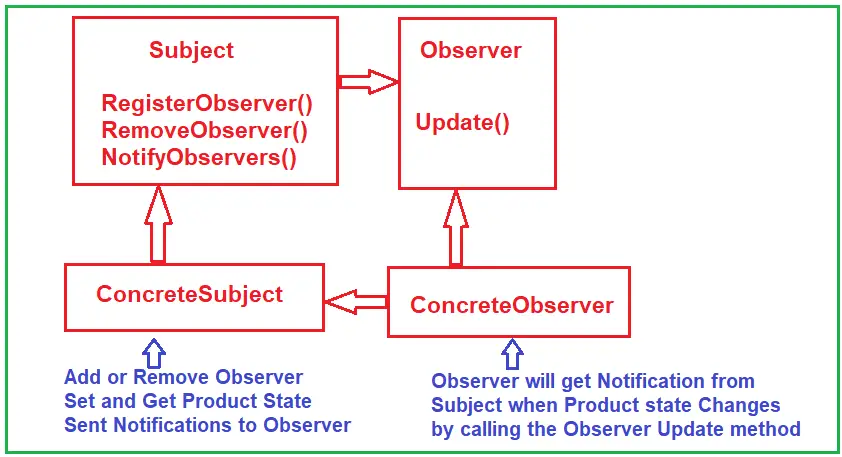 Subject
RegisterObserver()
RemoveObserver()
NotifyObservers()
Observer
Update()
ConcreteSubject
ConcreteObserver
Add or Remove Observer
Set and Get Product State
Sent Notifications to Observer
Observer will get Notification from
Subject when Product state Changes
by calling the Observer Update method